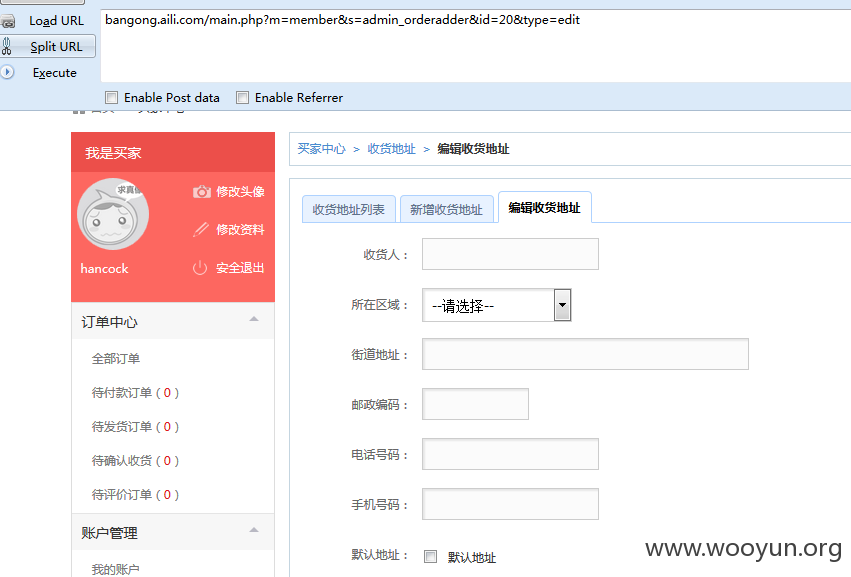 Load URL
bangong.aili.com/main.php?m=member&s=admin_orderadder&id=20&type=edit
Split URL
Execute
Enable Post data
Enable Referrer
我是买家
买家中心 > 收货地址 > 编辑收货地址
求真像
修改头像
修改资料
hancock
安全退出
收货地址列表
新增收货地址
编辑收货地址
收货人：
所在区域：
--请选择--
街道地址：
邮政编码：
电话号码：
手机号码：
默认地址：
默认地址
订单中心
全部订单
待付款订单 ( 0 )
待发货订单 ( 0 )
待确认收货 ( 0 )
待评价订单 ( 0 )
账户管理
我的账户
www.wooyun.org